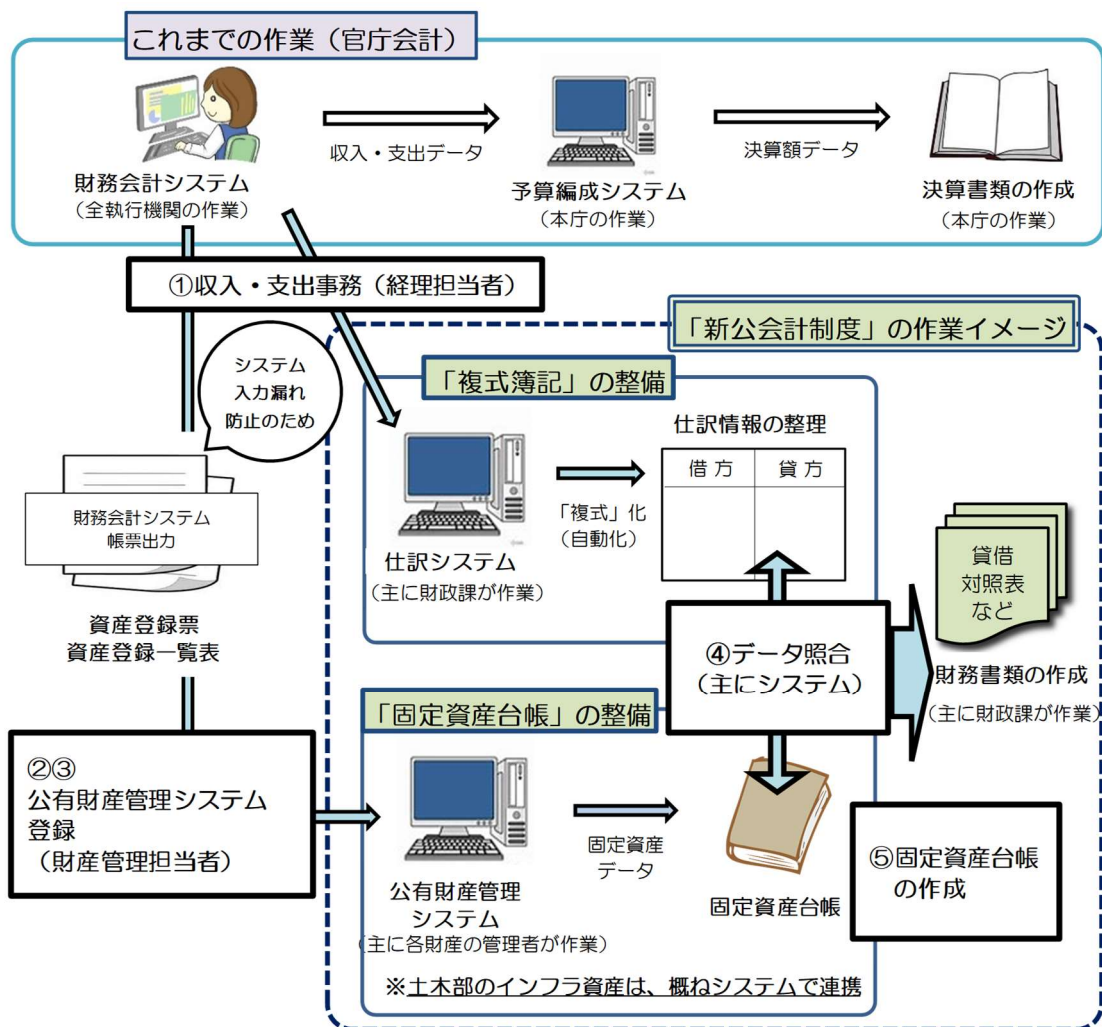 これまでの作業（官庁会計）
収入・支出データ
決算額データ
財務会計システム
（全執行機関の作業）
予算編成システム
（本庁の作業）
決算書類の作成
（本庁の作業）
①収入・支出事務（経理担当者）
「新公会計制度」の作業イメージ
システム
入力漏れ
防止のため
「複式簿記」の整備
仕訳情報の整理
借 方
貸 方
「複式」化
（自動化）
仕訳システム
（主に財政課が作業）
財務会計システム
帳票出力
資産登録票
資産登録一覧表
貸借
対照表
など
④データ照合
（主にシステム）
財務書類の作成
（主に財政課が作業）
「固定資産台帳」の整備
②③
公有財産管理システム
登録
（財産管理担当者）
固定資産
データ
公有財産管理
システム
（主に各財産の管理者が作業）
固定資産台帳
⑤固定資産台帳
の作成
※土木部のインフラ資産は、概ねシステムで連携